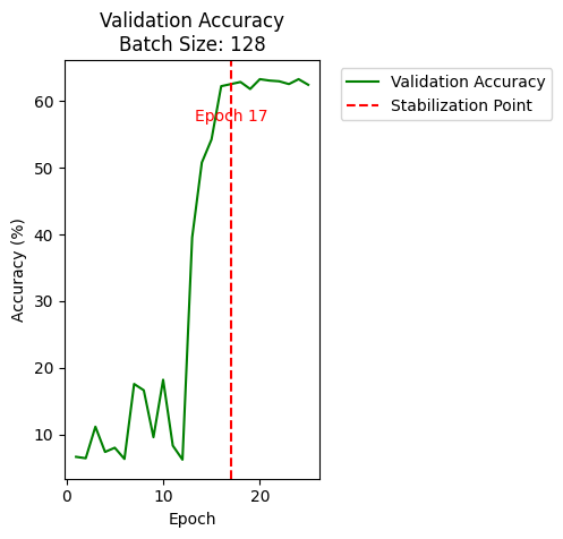 Validation Accuracy
Batch Size: 128
Validation Accuracy
Stabilization Point
Epoch 17
Accuracy (%)
60
50
40
30
20
10
0
10
20
Epoch